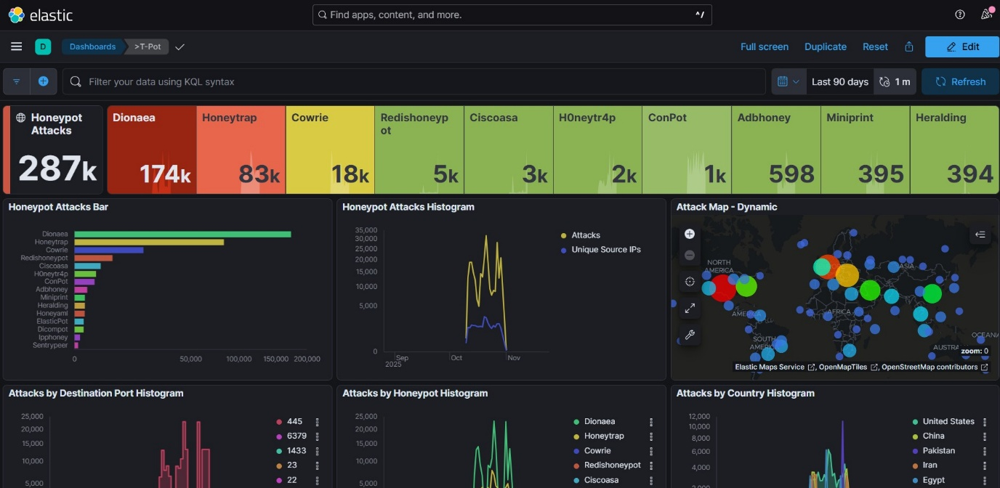 elastic
Find apps, content, and more.
^/
D
Dashboards
>T-Pot
Full screen
Duplicate
Reset
Edit
Filter your data using KQL syntax
Last 90 days
1 m
Refresh
Honeypot
Attacks
287k
Dionaea
174k
Honeytrap
83k
Cowrie
18k
Redishoneyp
ot
5k
Ciscoasa
3k
H0neytr4p
2k
ConPot
1k
Adbhoney
598
Miniprint
395
Heralding
394
Honeypot Attacks Bar
Dionaea
Honeytrap
Cowrie
Redishoneypot
Ciscoasa
H0neytr4p
ConPot
Adbhoney
Miniprint
Heralding
Honeyaml
ElasticPot
Dicompot
Ipphoney
Sentrypeer
0
50,000
100,000
150,000
200,000
Honeypot Attacks Histogram
35,000
30,000
25,000
20,000
15,000
10,000
5,000
0
Sep
2025
Oct
Nov
Attacks
Unique Source IPs
Attack Map - Dynamic
NORTH
AMERICA
ASIA
AFRICA
SOUTH
OCEANI
AUSTRA
zoom: 0
Elastic Maps Service , OpenMapTiles , OpenStreetMap contributors
Attacks by Destination Port Histogram
25,000
20,000
15,000
10,000
5,000
445
6379
1433
23
22
Attacks by Honeypot Histogram
25,000
20,000
15,000
10,000
5,000
Dionaea
Honeytrap
Cowrie
Redishoneypot
Ciscoasa
Attacks by Country Histogram
12,000
10,000
8,000
6,000
4,000
2,000
United States
China
Pakistan
Iran
Egypt